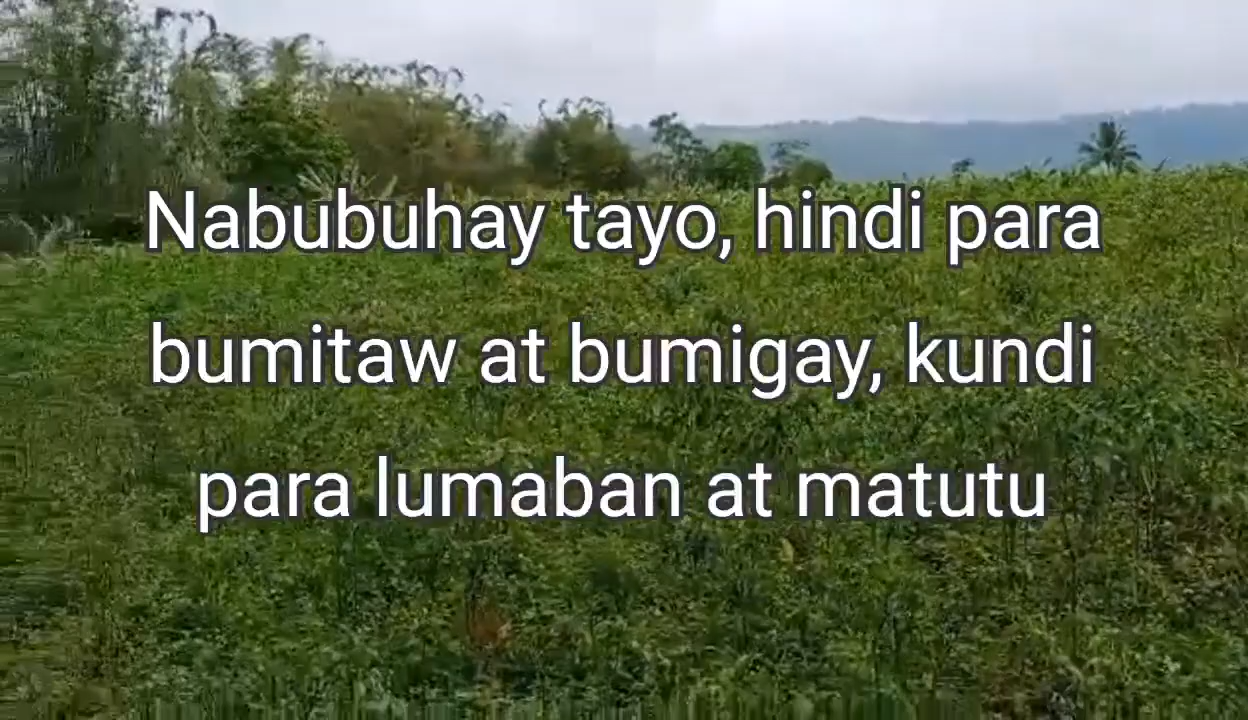 Nabubuhay tayo, hindi para
bumitaw at bumigay, kundi
para lumaban at matutu